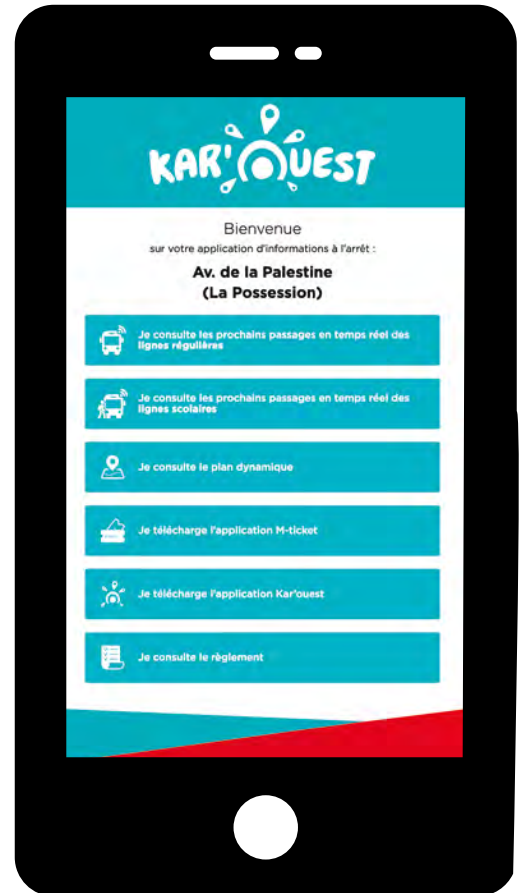 KAR'OUEST
Bienvenue
sur votre application d'informations à l'arrêt :
Av. de la Palestine
(La Possession)
Je consulte les prochains passages en temps réel des
lignes régulières
Je consulte les prochains passages en temps réel des
lignes scolaires
Je consulte le plan dynamique
Je télécharge l'application M-ticket
Je télécharge l'application Kar'ouest
Je consulte le règlement